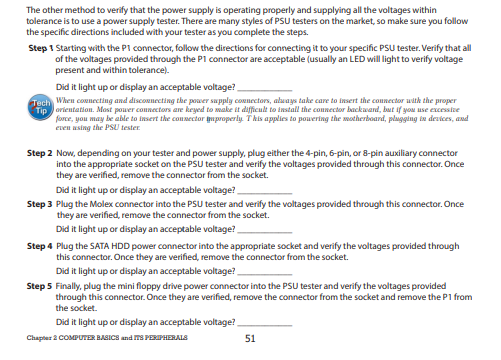 The other method to verify that the power supply is operating properly and supplying all the voltages within
tolerance is to use a power supply tester. There are many styles of PSU testers on the market, so make sure you follow
the specific directions included with your tester as you complete the steps.
Step 1 Starting with the P1 connector, follow the directions for connecting it to your specific PSU tester. Verify that all
of the voltages provided through the P1 connector are acceptable (usually an LED will light to verify voltage
present and within tolerance).
Did it light up or display an acceptable voltage? ____________
Tech
Tip
When connecting and disconnecting the power supply connectors, always take care to insert the connector with the proper
orientation. Most power connectors are keyed to make it difficult to install the connector backward, but if you use excessive
force, you may be able to insert the connector improperly. T his applies to powering the motherboard, plugging in devices, and
even using the PSU tester.
Step 2 Now, depending on your tester and power supply, plug either the 4-pin, 6-pin, or 8-pin auxiliary connector
into the appropriate socket on the PSU tester and verify the voltages provided through this connector. Once
they are verified, remove the connector from the socket.
Did it light up or display an acceptable voltage? ____________
Step 3 Plug the Molex connector into the PSU tester and verify the voltages provided through this connector. Once
they are verified, remove the connector from the socket.
Did it light up or display an acceptable voltage? ____________
Step 4 Plug the SATA HDD power connector into the appropriate socket and verify the voltages provided through
this connector. Once they are verified, remove the connector from the socket.
Did it light up or display an acceptable voltage? ____________
Step 5 Finally, plug the mini floppy drive power connector into the PSU tester and verify the voltages provided
through this connector. Once they are verified, remove the connector from the socket and remove the P1 from
the socket.
Did it light up or display an acceptable voltage? ____________
Chapter 2 COMPUTER BASICS and ITS PERIPHERALS
51